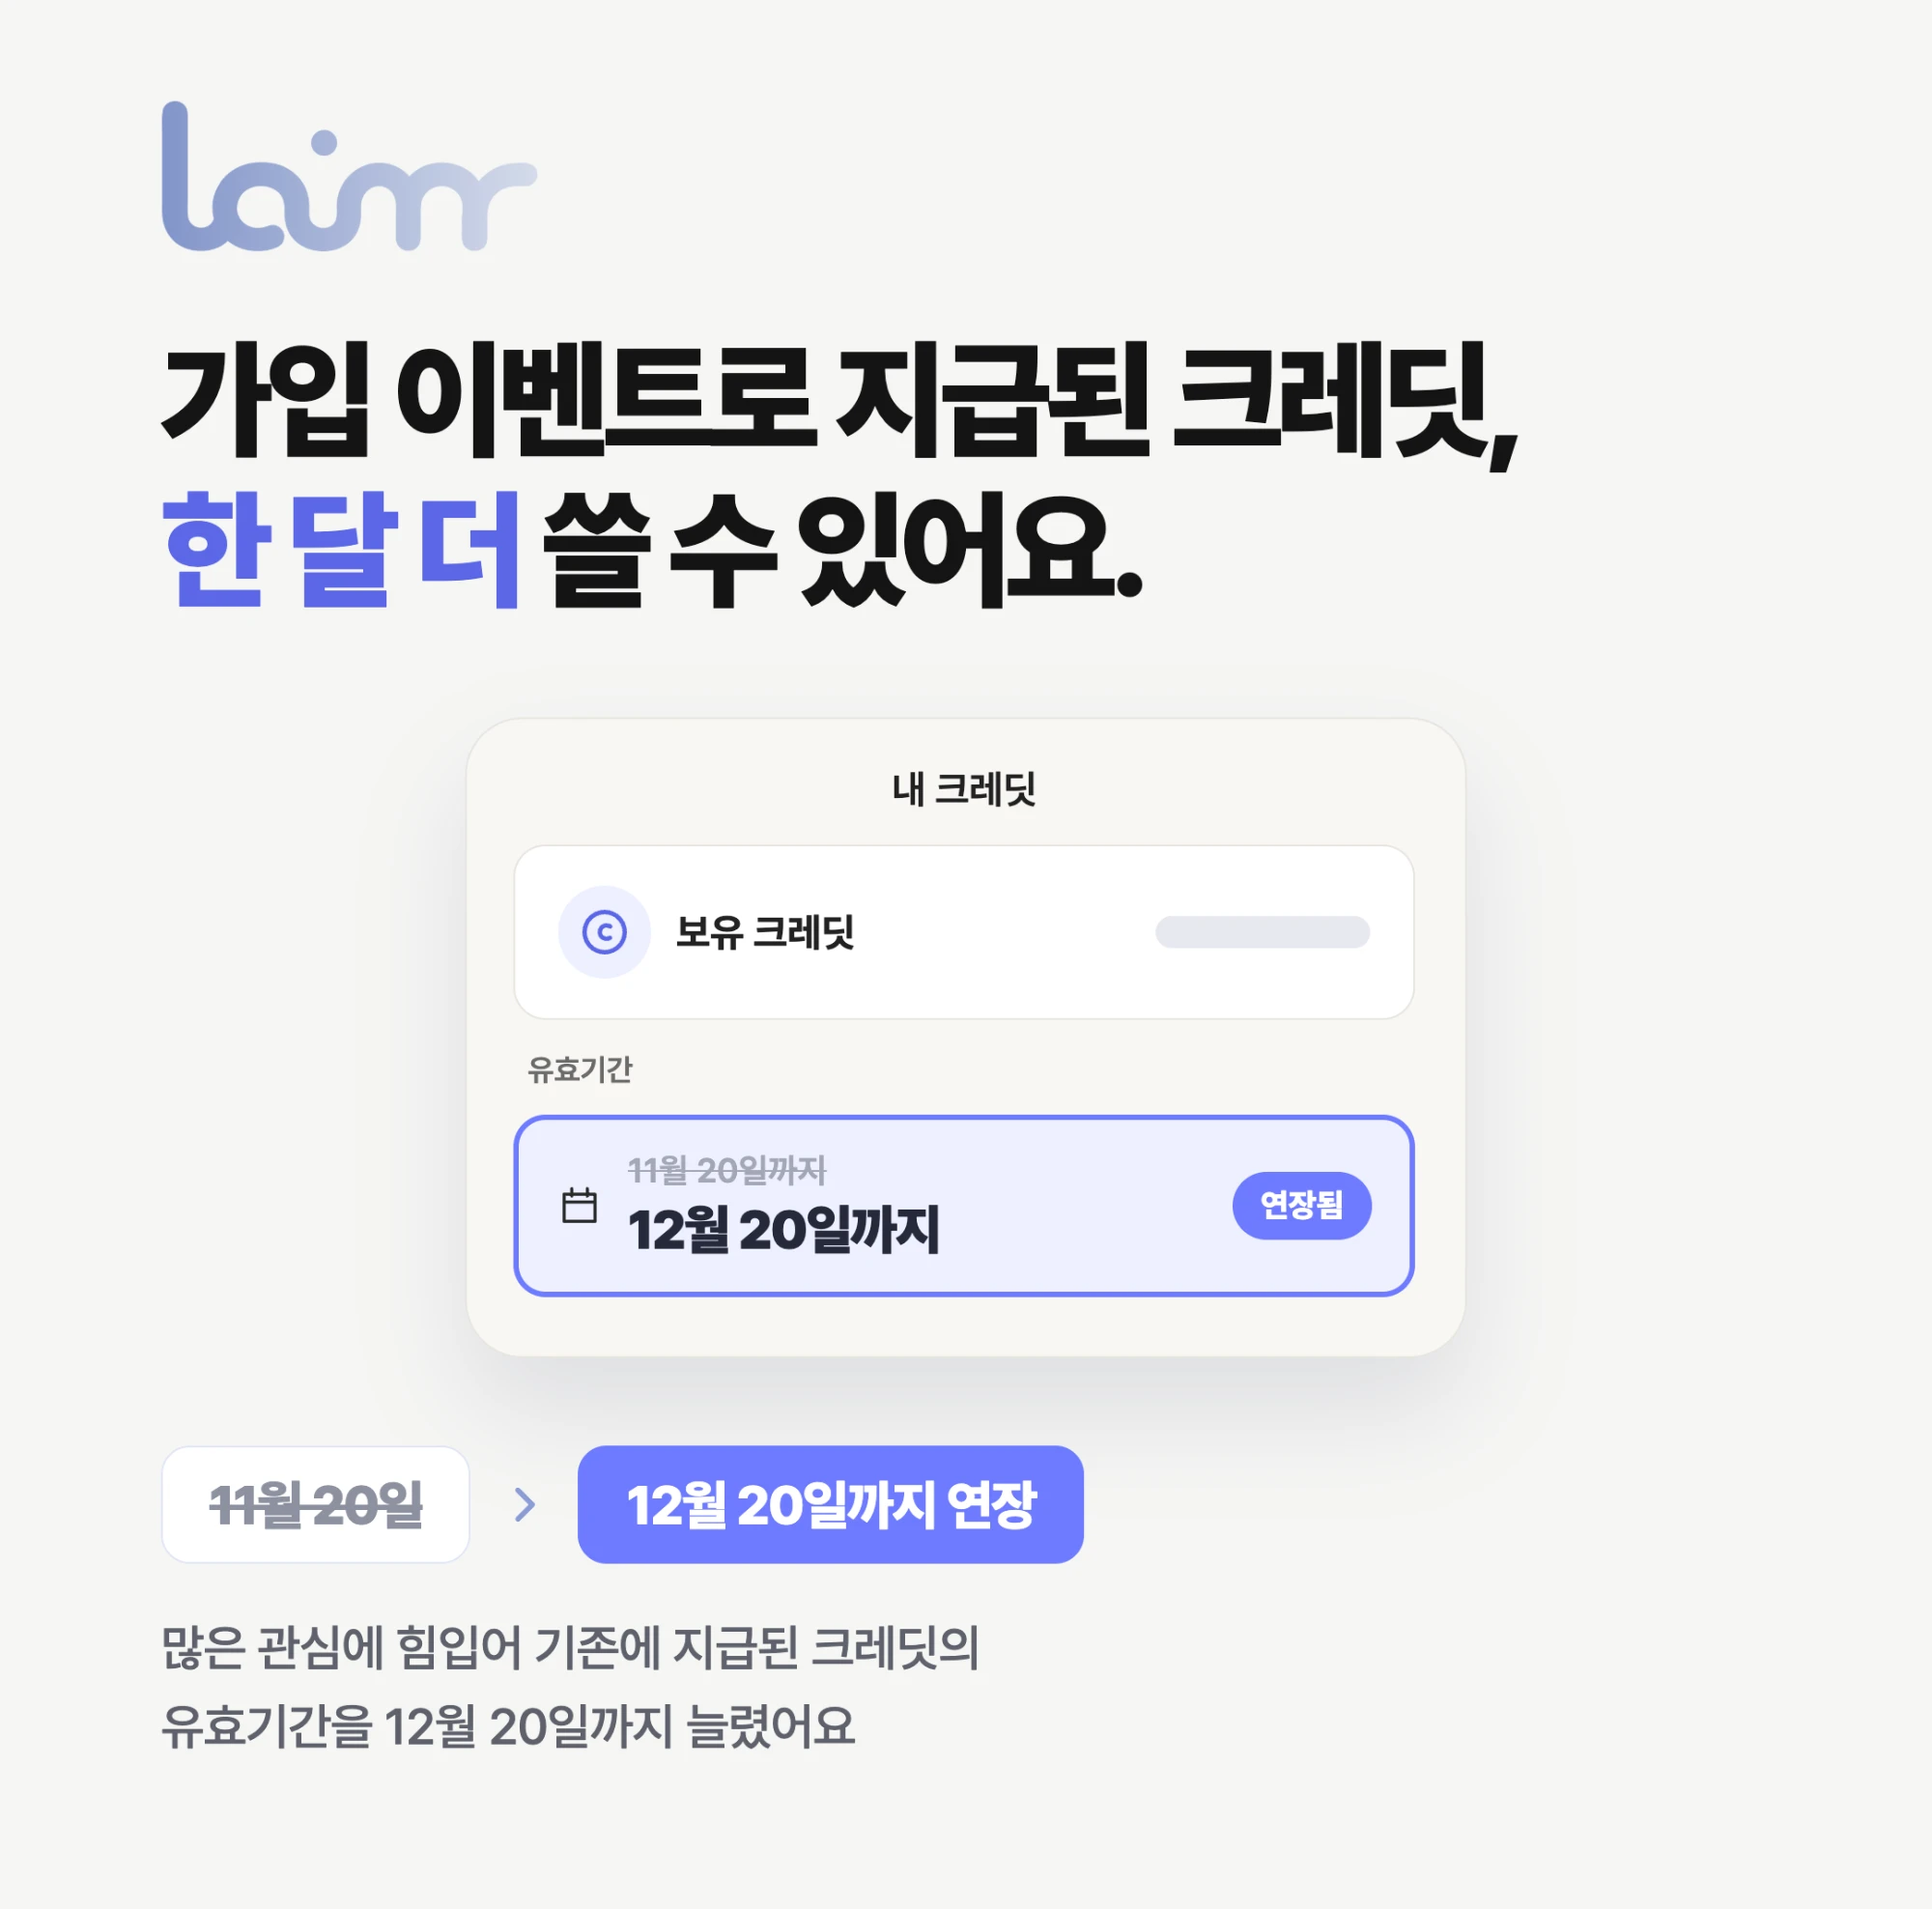 laimr
가입 이벤트로 지급된 크레딧,
한 달 더 쓸 수 있어요.
내 크레딧
보유 크레딧
유효기간
11월 20일까지
12월 20일까지
연장됨
11월 20일
12월 20일까지 연장
많은 관심에 힘입어 기존에 지급된 크레딧의
유효기간을 12월 20일까지 늘렸어요